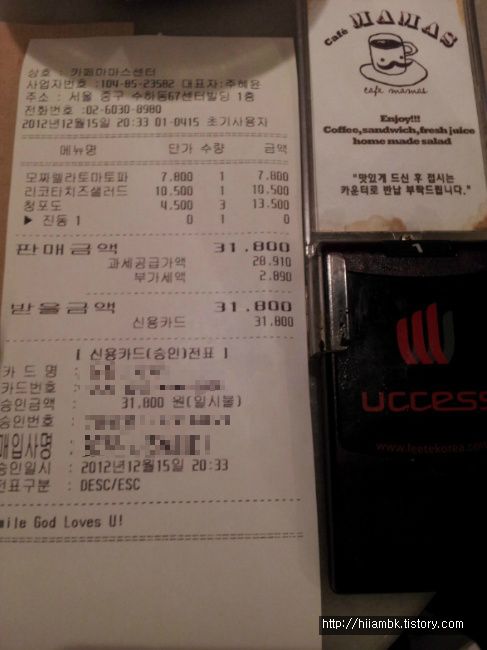 상호 : 카페마마스센터
사업자번호 :104-85-23582 대표자:주혜윤
주소 : 서울 중구 수하동67센터빌딩 1층
전화번호 :02-6030-8980
2012년12월15일 20:33 01-0415 초기사용자
메뉴명 단가 수량 금액
모짜렐라토마토파 7.800 1 7.800
리코타치즈샐러드 10.500 1 10.500
청포도 4.500 3 13.500
▶ 진동 1 0 1 0
판매금액 31.800
과세공급가액 28.910
부가세액 2.890
받을금액 31.800
신용카드 31.800
[ 신용카드(승인)전표 ]
카드명 :
카드번호 :
승인금액 : 31.800 원(일시불)
승인번호 :
매입사명 :
승인일시 : 2012년12월15일 20:33
전표구분 : DESC/ESC
mile God Loves U!
Café MAMAS
cafe mamas
Enjoy!!!
Coffee,sandwich,fresh juice
home made salad
"맛있게 드신 후 접시는
카운터로 반납 부탁드립니다."
uccess
http://hiiambk.tistory.com